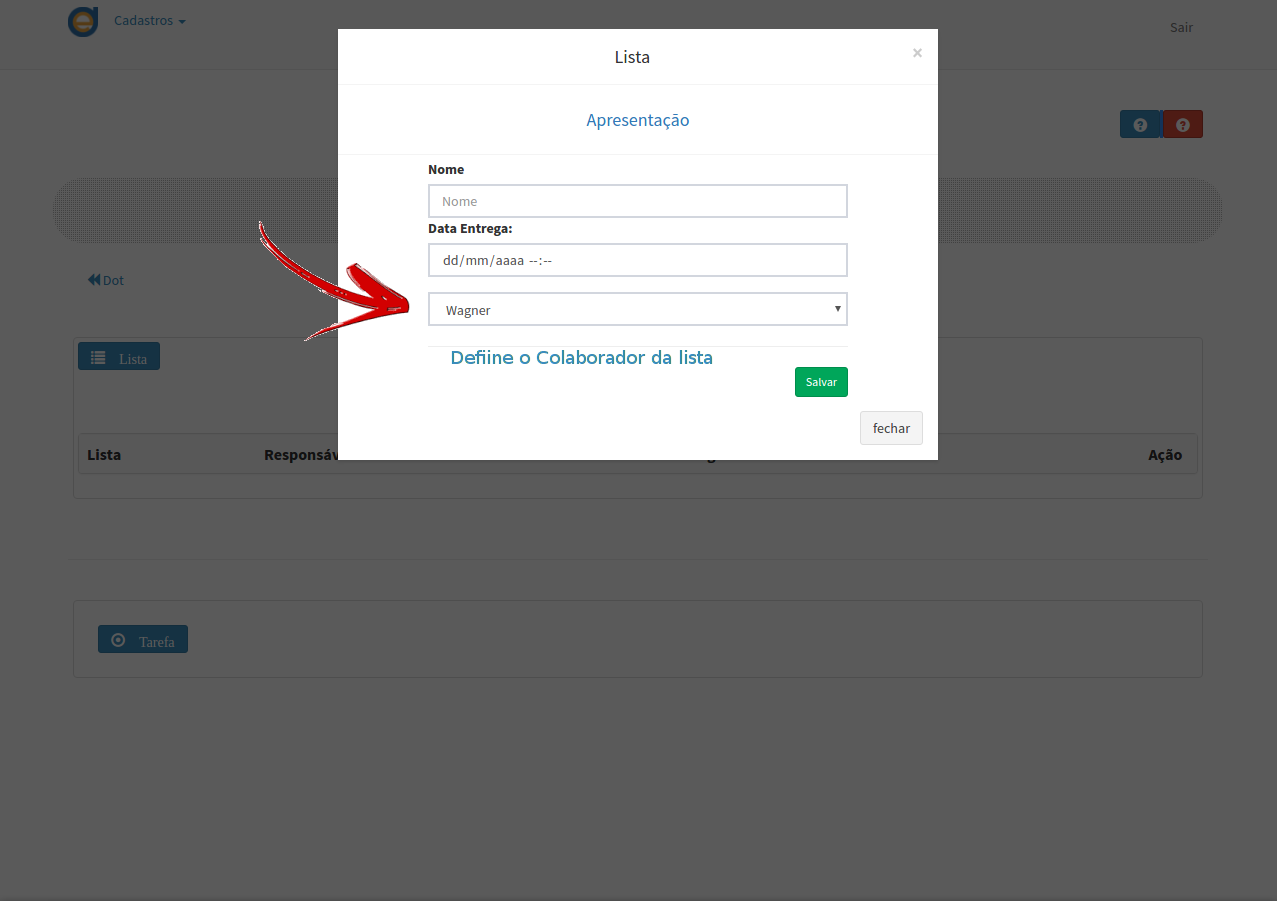 Cadastros
Sair
Lista
×
Apresentação
Nome
Nome
Data Entrega:
dd/mm/aaaa --:--
Dot
Wagner
Defiine o Colaborador da lista
Lista
Salvar
fechar
Lista Ação
Tarefa